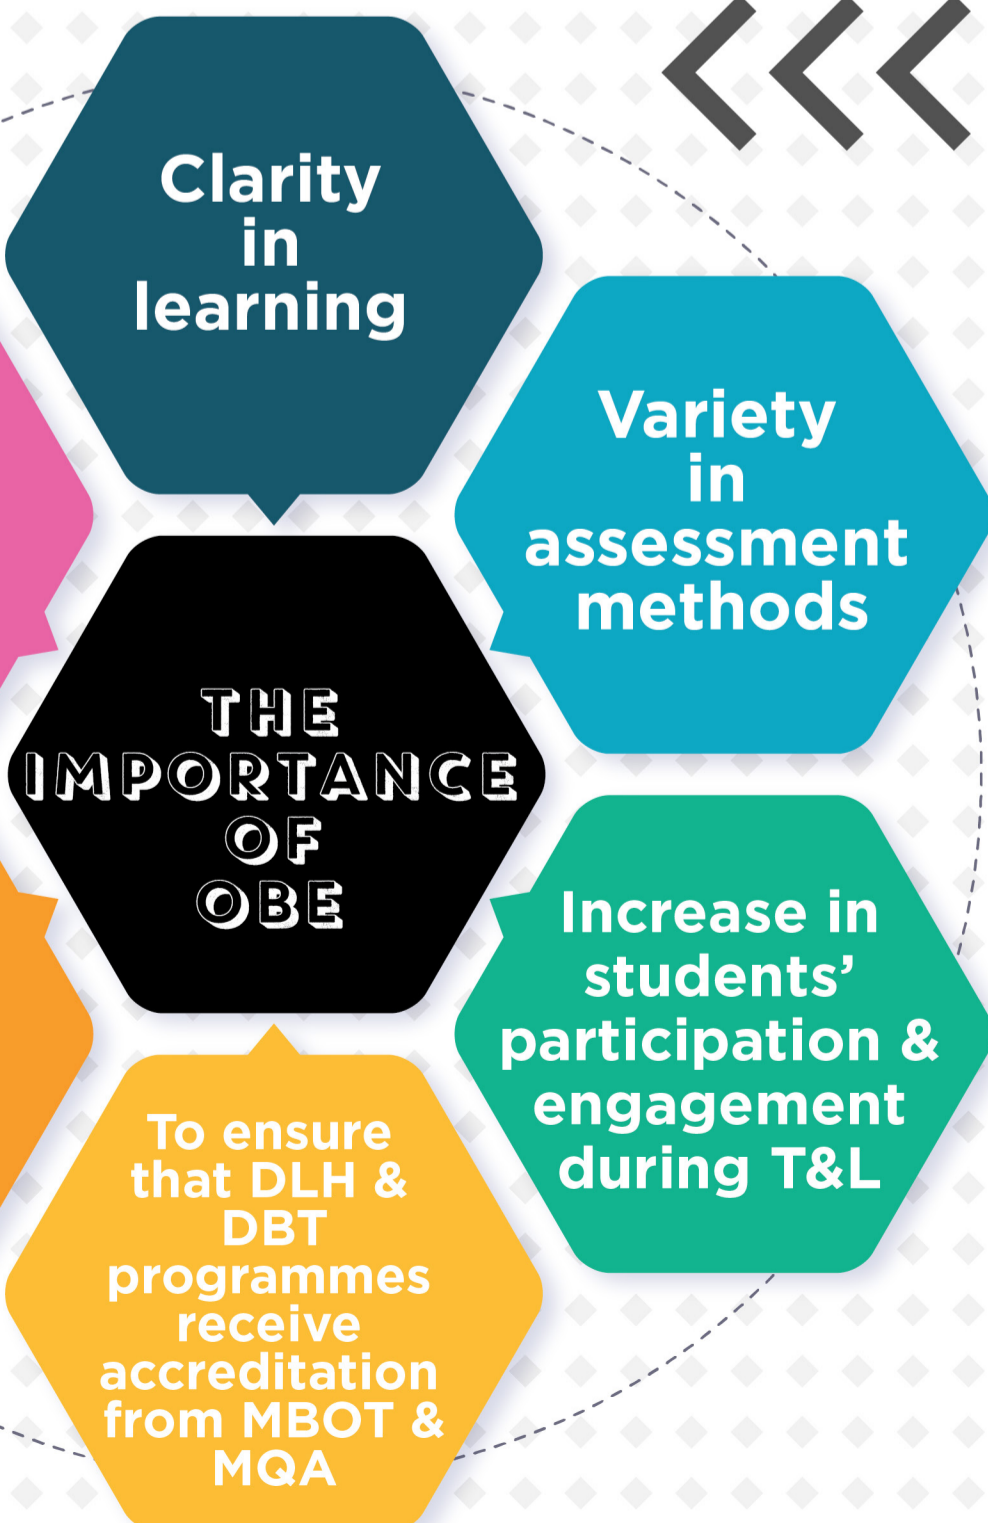 Clarity
in
learning
Variety
in
assessment
methods
THE
IMPORTANCE
OF
OBE
Increase in
students’
participation &
engagement
during T&L
To ensure
that DLH &
DBT
programmes
receive
accreditation
from MBOT &
MQA